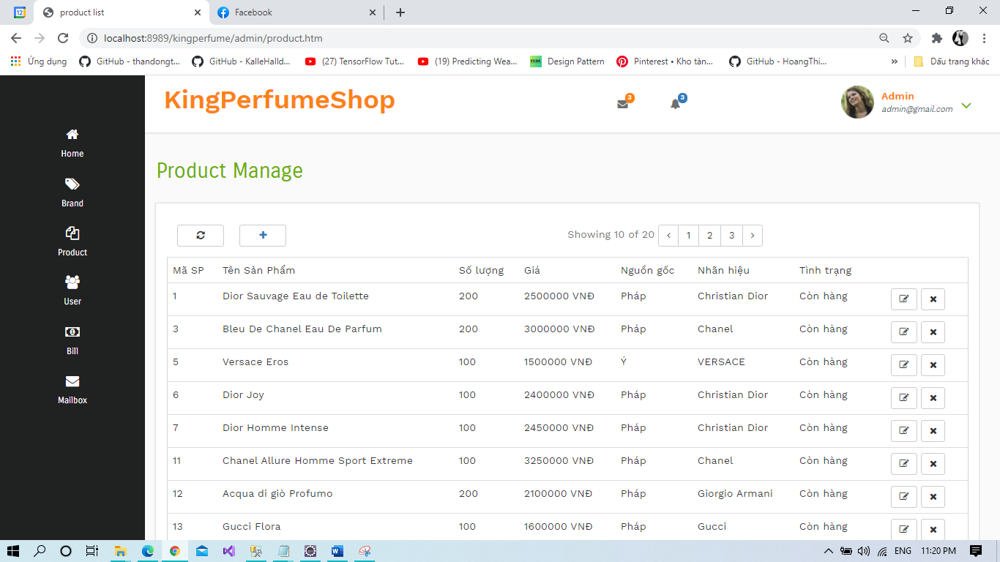 12
product list
Facebook
localhost:8989/kingperfume/admin/product.htm
Ứng dụng GitHub - thandongt... GitHub - KalleHalld... (27) TensorFlow Tut... (19) Predicting Wea... Design Pattern Pinterest • Kho tàn... GitHub - HoangThi... » Dấu trang khác
KingPerfumeShop
3
3
Admin
admin@gmail.com
Home
Brand
Product
User
Bill
Mailbox
Product Manage
Showing 10 of 20 ‹ 1 2 3 ›
Mã SP Tên Sản Phẩm Số lượng Giá Nguồn gốc Nhãn hiệu Tình trạng
1 Dior Sauvage Eau de Toilette 200 2500000 VNĐ Pháp Christian Dior Còn hàng
3 Bleu De Chanel Eau De Parfum 200 3000000 VNĐ Pháp Chanel Còn hàng
5 Versace Eros 100 1500000 VNĐ Ý VERSACE Còn hàng
6 Dior Joy 100 2400000 VNĐ Pháp Christian Dior Còn hàng
7 Dior Homme Intense 100 2450000 VNĐ Pháp Christian Dior Còn hàng
11 Chanel Allure Homme Sport Extreme 100 3250000 VNĐ Pháp Chanel Còn hàng
12 Acqua di giò Profumo 200 2100000 VNĐ Pháp Giorgio Armani Còn hàng
13 Gucci Flora 100 1600000 VNĐ Pháp Gucci Còn hàng
ENG 11:20 PM